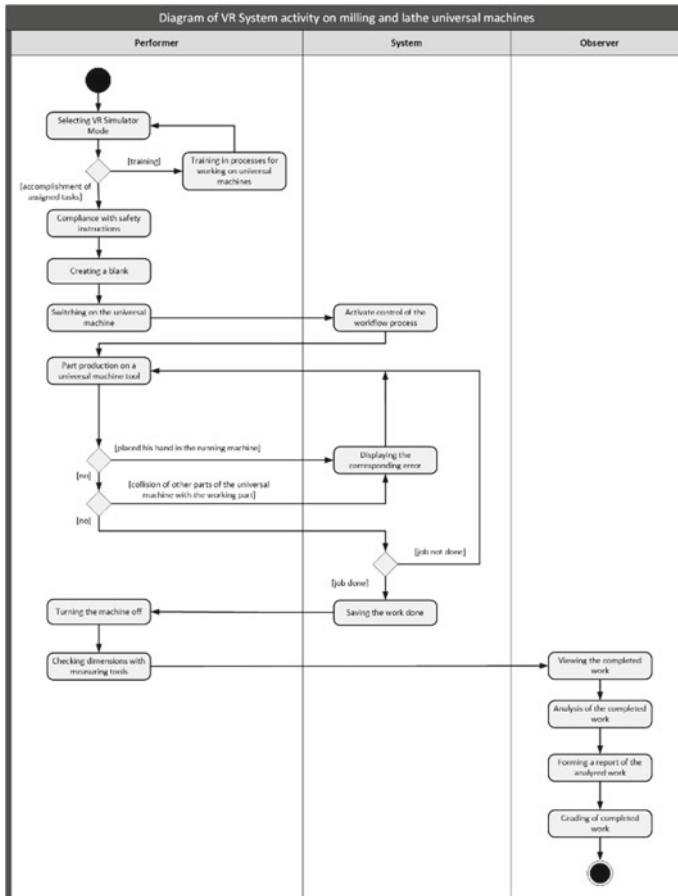 Diagram of VR System activity on milling and lathe universal machines
Performer
System
Observer
Selecting VR Simulator
Mode
[training]
Training in processes for
working on universal
machines
[accomplishment of
unsigned tasks]
Compliance with safety
instructions
Creating a blank
Switching on the universal
machine
Activate control of the
workflow process
Part production on a
universal machine tool
[placed his hand in the running machine]
Displaying the
corresponding error
[no]
[collision of other parts of the universal
machine with the working part]
[no]
[job not done]
[job done]
Turning the machine off
Saving the work done
Checking dimensions with
measuring tools
Viewing the completed
work
Analysis of the completed
work
Forming a report of the
analyzed work
Grading of completed
work